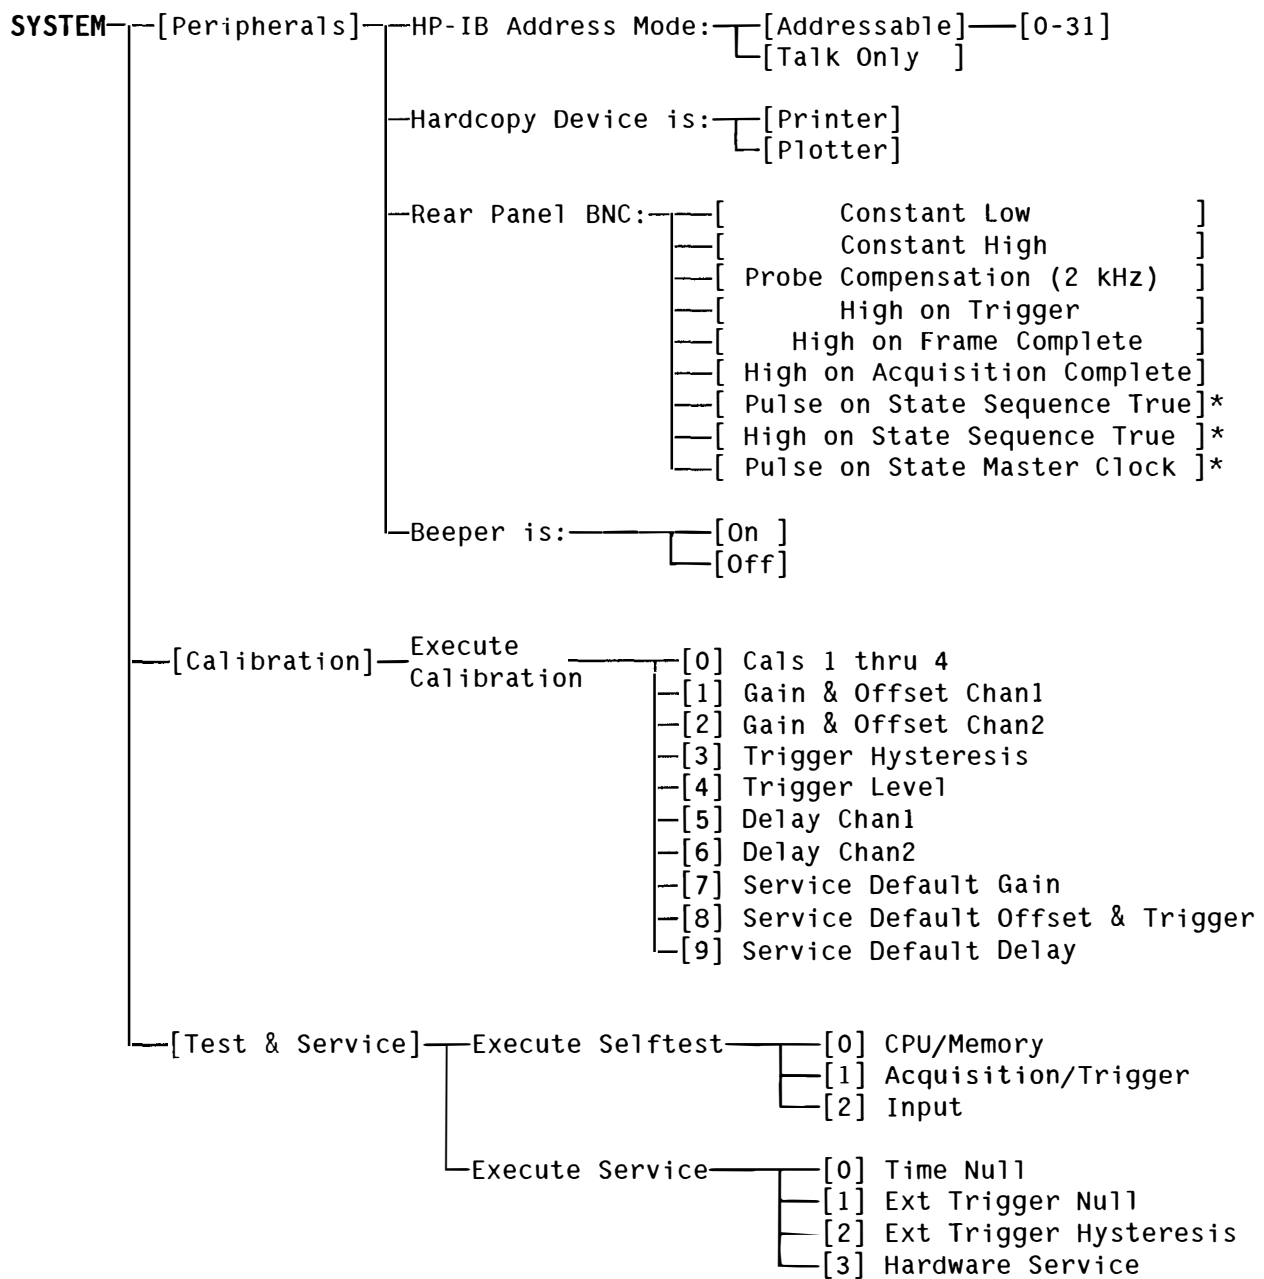 SYSTEM [Peripherals] HP-IB Address Mode: [Addressable] [0-31]
[Talk Only ]
Hardcopy Device is: [Printer]
[Plotter]
Rear Panel BNC: [ Constant Low ]
[ Constant High ]
[ Probe Compensation (2 kHz) ]
[ High on Trigger ]
[ High on Frame Complete ]
[ High on Acquisition Complete]
[ Pulse on State Sequence True]*
[ High on State Sequence True ]*
[ Pulse on State Master Clock ]*
Beeper is: [On ]
[Off]
[Calibration] Execute Calibration [0] Cals 1 thru 4
[1] Gain & Offset Chan1
[2] Gain & Offset Chan2
[3] Trigger Hysteresis
[4] Trigger Level
[5] Delay Chan1
[6] Delay Chan2
[7] Service Default Gain
[8] Service Default Offset & Trigger
[9] Service Default Delay
[Test & Service] Execute Selftest [0] CPU/Memory
[1] Acquisition/Trigger
[2] Input
Execute Service [0] Time Null
[1] Ext Trigger Null
[2] Ext Trigger Hysteresis
[3] Hardware Service